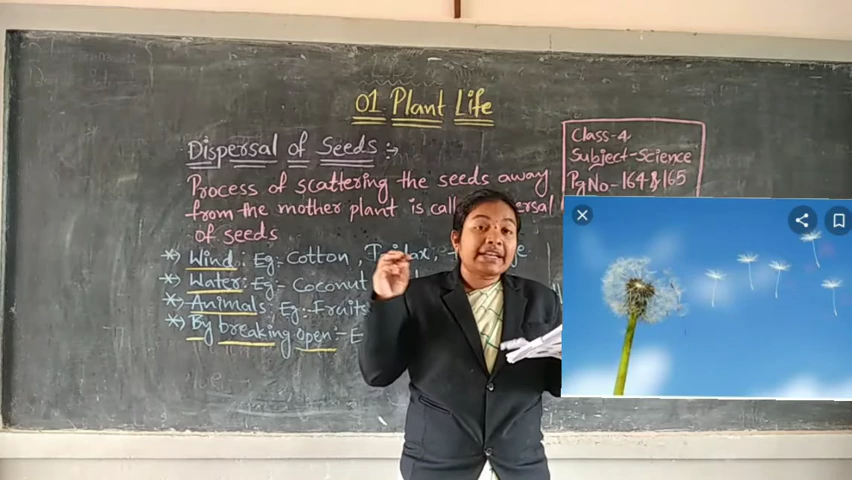 01 Plant Life
Dispersal of Seeds :-
Class-4
Subject-Science
Pg No-164 & 165
Process of scattering the seeds away
from the mother plant is
of seeds
*) Wind: Eg:- Cotton,
*) Water: Eg:- Coconut
*) Animals: Eg:- Fruits
*) By breaking open:-